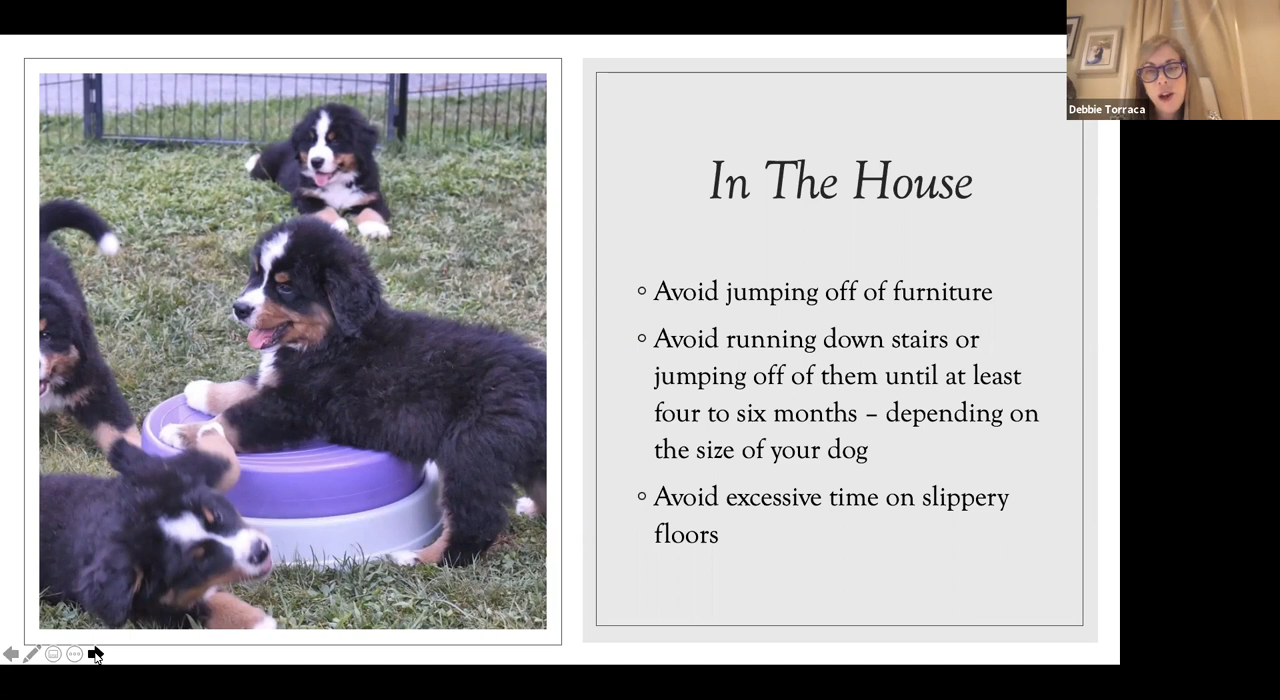 Debbie Torraca
In The House
Avoid jumping off of furniture
Avoid running down stairs or
jumping off of them until at least
four to six months – depending on
the size of your dog
Avoid excessive time on slippery
floors